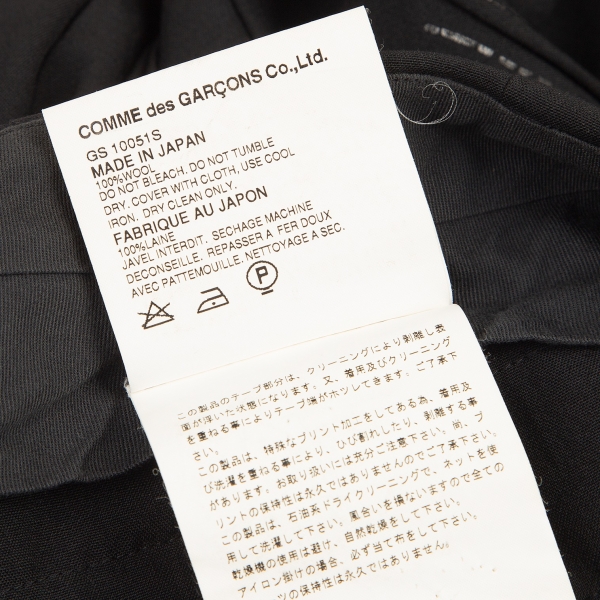 COMME des GARÇONS Co.,Ltd.
GS 10051S
MADE IN JAPAN
100%WOOL
DO NOT BLEACH. DO NOT TUMBLE
DRY. COVER WITH CLOTH, USE COOL
IRON. DRY CLEAN ONLY.
FABRIQUE AU JAPON
100%LAINE
JAVEL INTERDIT. SECHAGE MACHINE
DECONSEILLE. REPASSER A FER DOUX
AVEC PATTEMOUILLE. NETTOYAGE A SEC.
P
この製品のテープ部分は、クリーニングにより剥離し表
面が浮いた状態になります。又、着用及びクリーニング
を重ねる事によりテープ端がホツレてきます。ご了承下
さい。
この製品は、特殊なプリント加工をしてある為、着用及
び洗濯を重ねる事により、ひび割れしたり、剥離する事
があります。お取り扱いには充分ご注意下さい。尚、プ
リントの保持性は永久ではありませんのでご了承下さい。
この製品は、石油系ドライクリーニングで、ネットを使
用して洗濯して下さい。風合いを損ないますので全ての
乾燥機の使用は避け、自然乾燥をして下さい。
アイロン掛けの場合、必ず当て布をして下さい。
ツの保持性は永久ではありません。